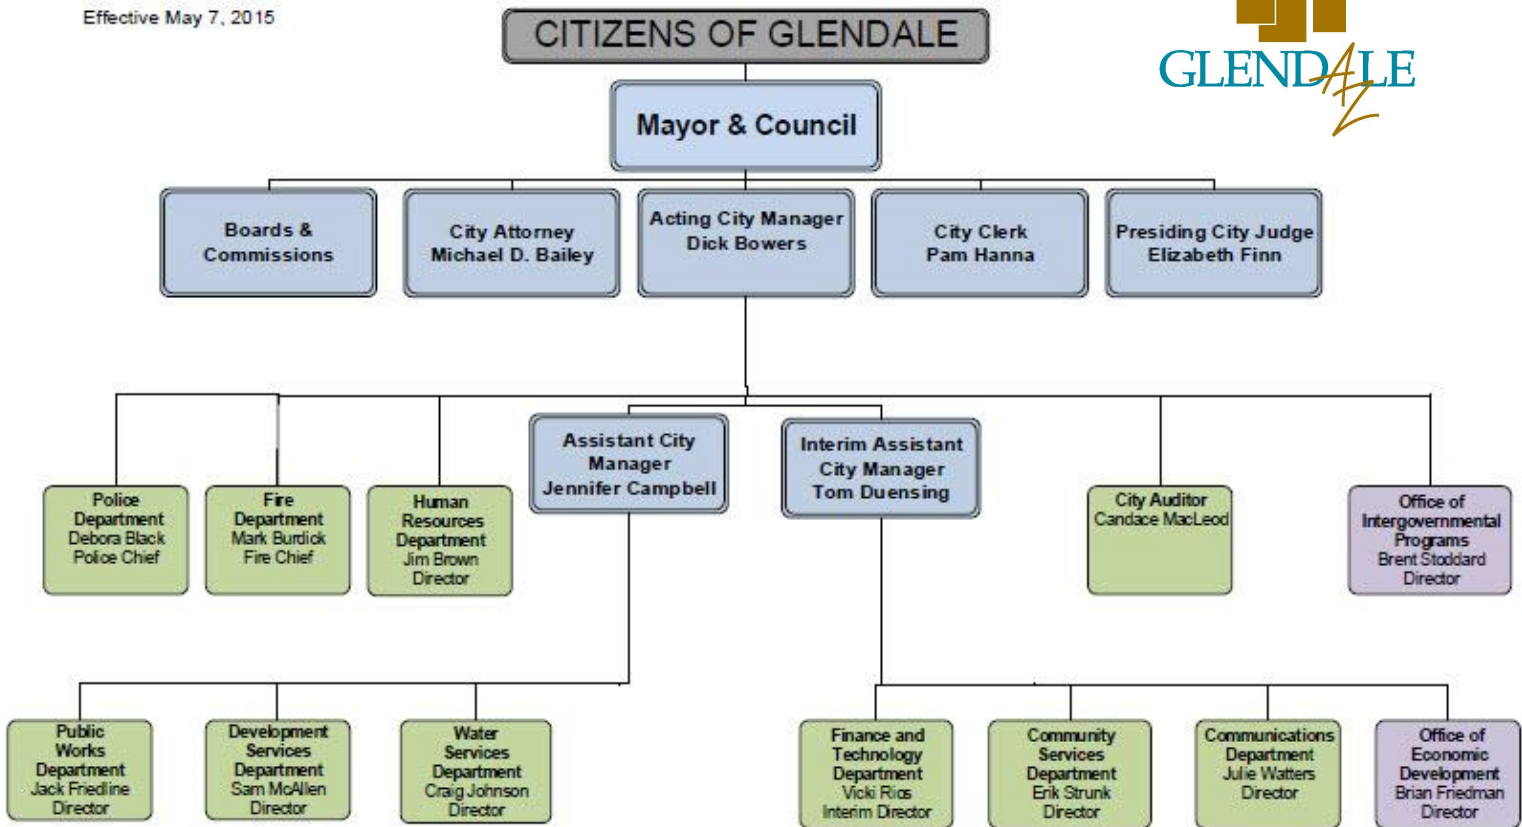 Effective May 7, 2015
CITIZENS OF GLENDALE
GLENDALE
AZ
Mayor & Council
Boards &
Commissions
City Attorney
Michael D. Bailey
Acting City Manager
Dick Bowers
City Clerk
Pam Hanna
Presiding City Judge
Elizabeth Finn
Assistant City
Manager
Jennifer Campbell
Interim Assistant
City Manager
Tom Duensing
Police
Department
Debora Black
Police Chief
Fire
Department
Mark Burdick
Fire Chief
Human
Resources
Department
Jim Brown
Director
City Auditor
Candace MacLeod
Office of
Intergovernmental
Programs
Brent Stoddard
Director
Public
Works
Department
Jack Friedline
Director
Development
Services
Department
Sam McAllen
Director
Water
Services
Department
Craig Johnson
Director
Finance and
Technology
Department
Vicki Rios
Interim Director
Community
Services
Department
Erik Strunk
Director
Communications
Department
Julie Watters
Director
Office of
Economic
Development
Brian Friedman
Director